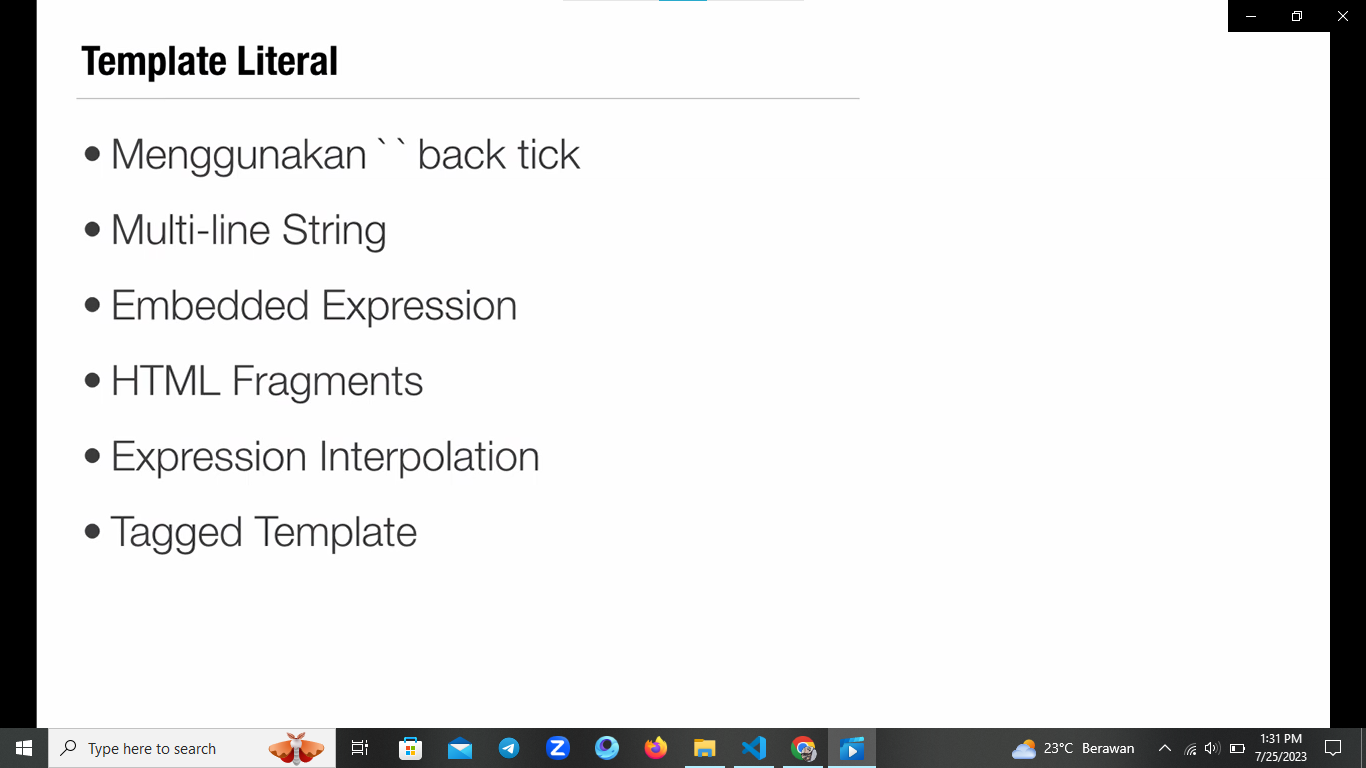 Template Literal
• Menggunakan ` ` back tick
• Multi-line String
• Embedded Expression
• HTML Fragments
• Expression Interpolation
• Tagged Template
Type here to search
23°C Berawan
1:31 PM
7/25/2023